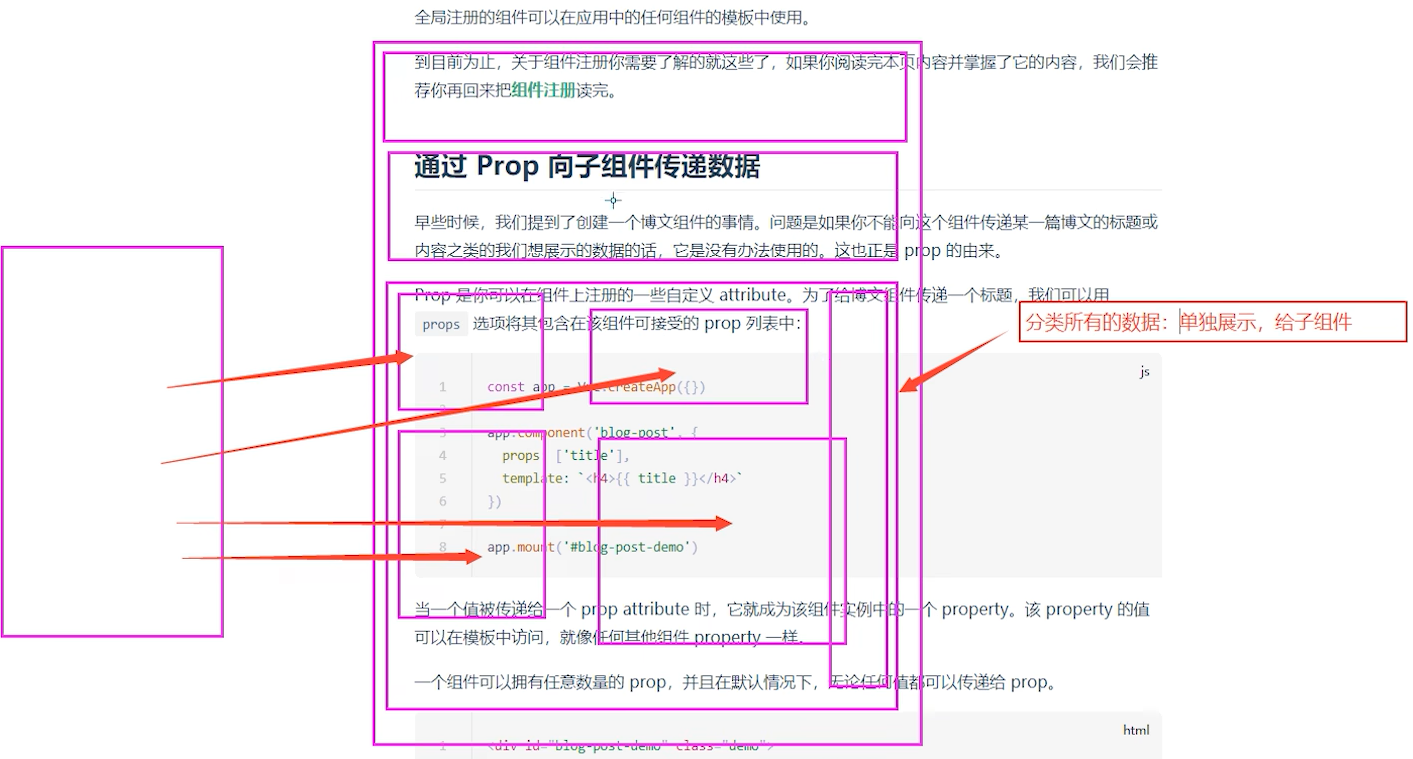 全局注册的组件可以在应用中的任何组件的模板中使用。
到目前为止，关于组件注册你需要了解的就这些了，如果你阅读完本页内容并掌握了它的内容，我们会推
荐你再回来把组件注册读完。
通过 Prop 向子组件传递数据
早些时候，我们提到了创建一个博文组件的事情。问题是如果你不能向这个组件传递某一篇博文的标题或
内容之类的我们想展示的数据的话，它是没有办法使用的。这也正是 prop 的由来。
Prop 是你可以在组件上注册的一些自定义 attribute。为了给博文组件传递一个标题，我们可以用
props 选项将其包含在该组件可接受的 prop 列表中：
分类所有的数据：单独展示，给子组件
js
1 const app = Vue.createApp({})
2
3 app.component('blog-post', {
4 props: ['title'],
5 template: `<h4>{{ title }}</h4>`
6 })
7
8 app.mount('#blog-post-demo')
当一个值被传递给一个 prop attribute 时，它就成为该组件实例中的一个 property。该 property 的值
可以在模板中访问，就像任何其他组件 property 一样。
一个组件可以拥有任意数量的 prop，并且在默认情况下，无论任何值都可以传递给 prop。
html
1 <div id="blog-post-demo" class="demo">